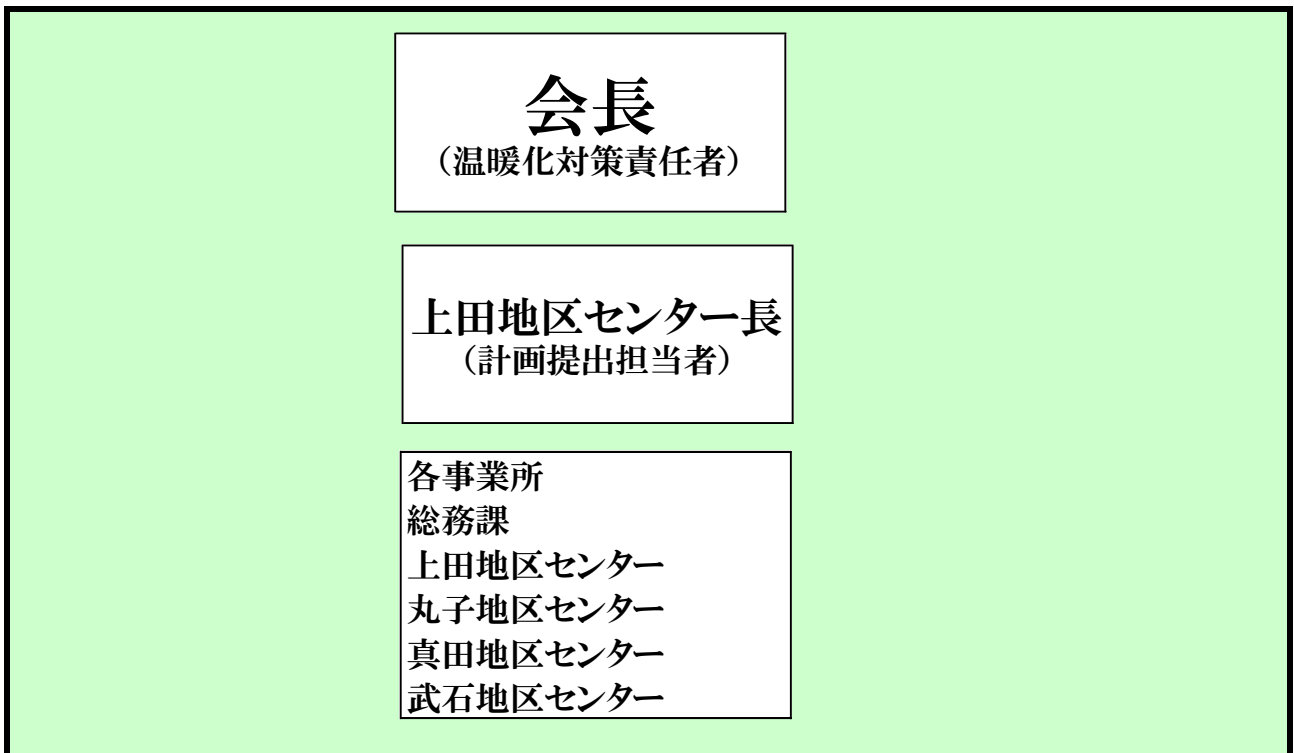 会長
（温暖化対策責任者）
上田地区センター長
（計画提出担当者）
各事業所
総務課
上田地区センター
丸子地区センター
真田地区センター
武石地区センター